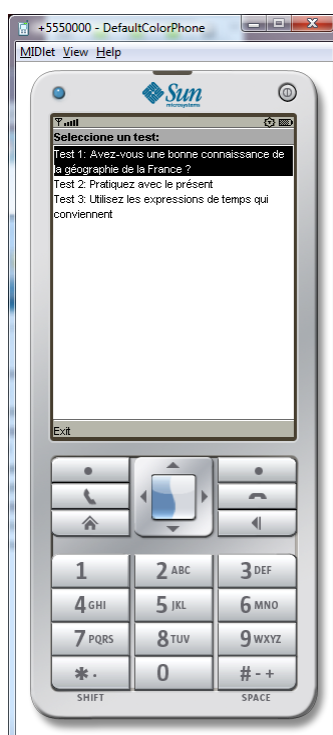 +5550000 - DefaultColorPhone
MIDlet View Help
Sun
microsystems
Seleccione un test:
Test 1: Avez-vous une bonne connaissance de
la géographie de la France ?
Test 2: Pratiquez avec le présent
Test 3: Utilisez les expressions de temps qui
conviennent
Exit
1 2 ABC 3 DEF
4 GHI 5 JKL 6 MNO
7 PQRS 8 TUV 9 WXYZ
* . 0 # - +
SHIFT SPACE